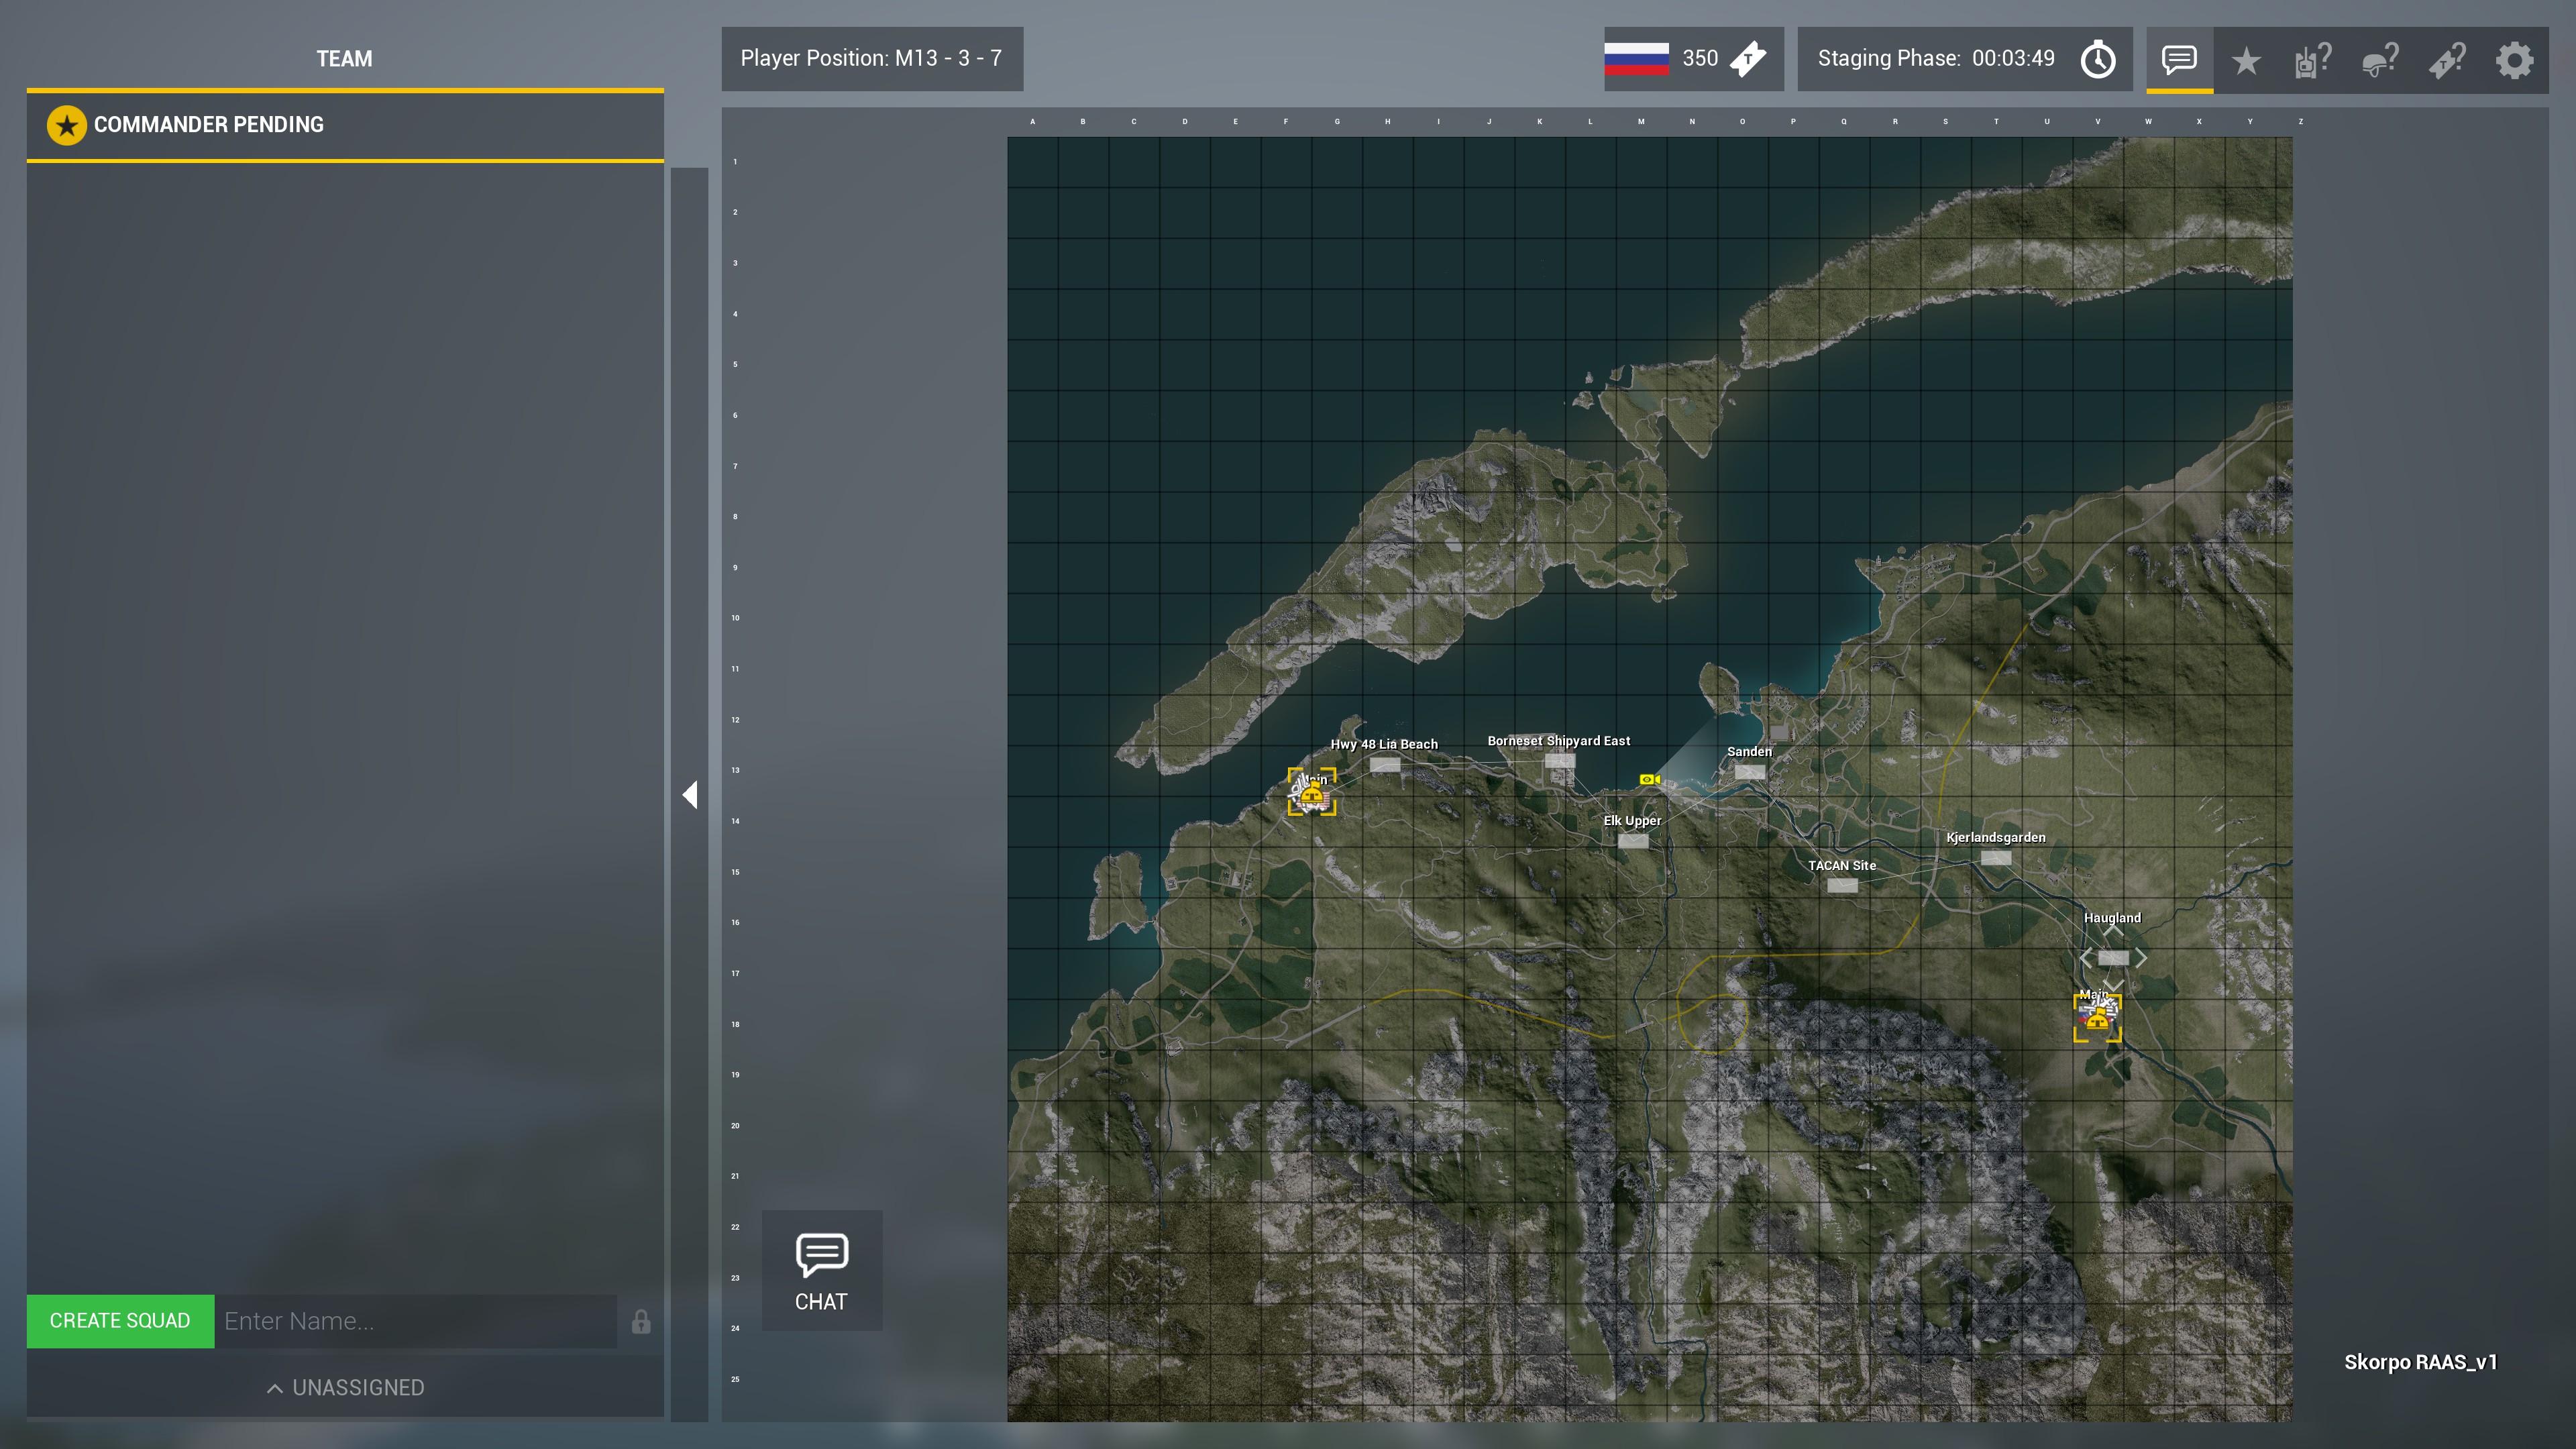 TEAM
Player Position: M13 - 3 - 7
350
Staging Phase: 00:03:49
COMMANDER PENDING
A B C D E F G H I J K L M N O P Q R S T U V W X Y Z
1
2
3
4
5
6
7
8
9
10
11
12
Hwy 48 Lia Beach
Borneset Shipyard East
Sanden
13
Main
14
Elk Upper
Kjerlandsgarden
15
TACAN Site
16
Haugland
17
Main
18
19
20
21
22
23
CHAT
24
25
CREATE SQUAD
Enter Name...
UNASSIGNED
Skorpo RAAS_v1